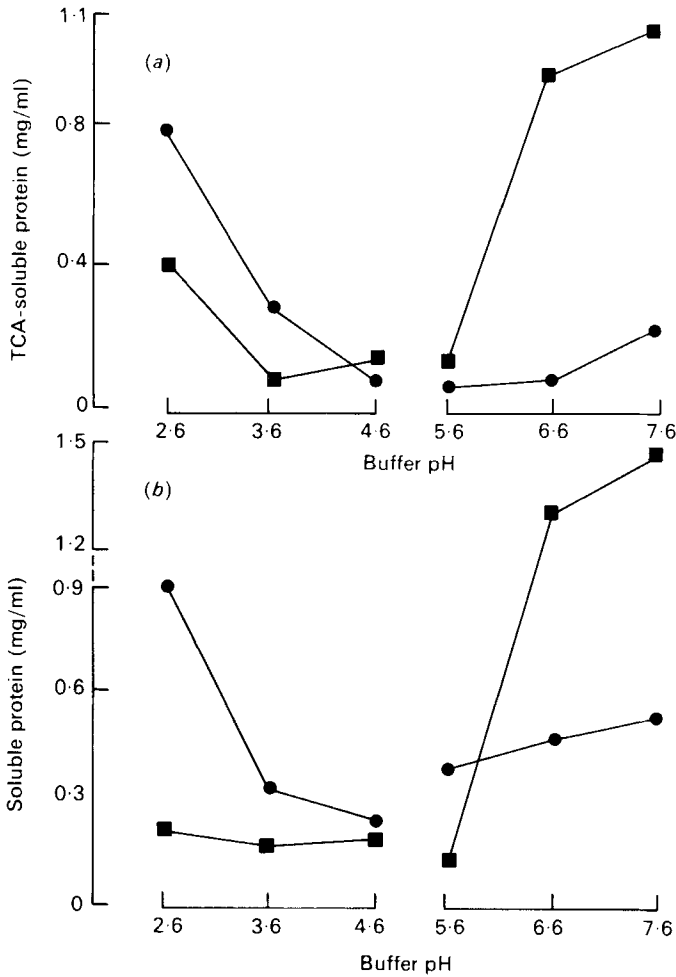 (a)
TCA-soluble protein (mg/ml)
1·1
0·8
0·4
0
2·6 3·6 4·6 5·6 6·6 7·6
Buffer pH
(b)
Soluble protein (mg/ml)
1·5
1·2
0·9
0·6
0·3
0
2·6 3·6 4·6 5·6 6·6 7·6
Buffer pH